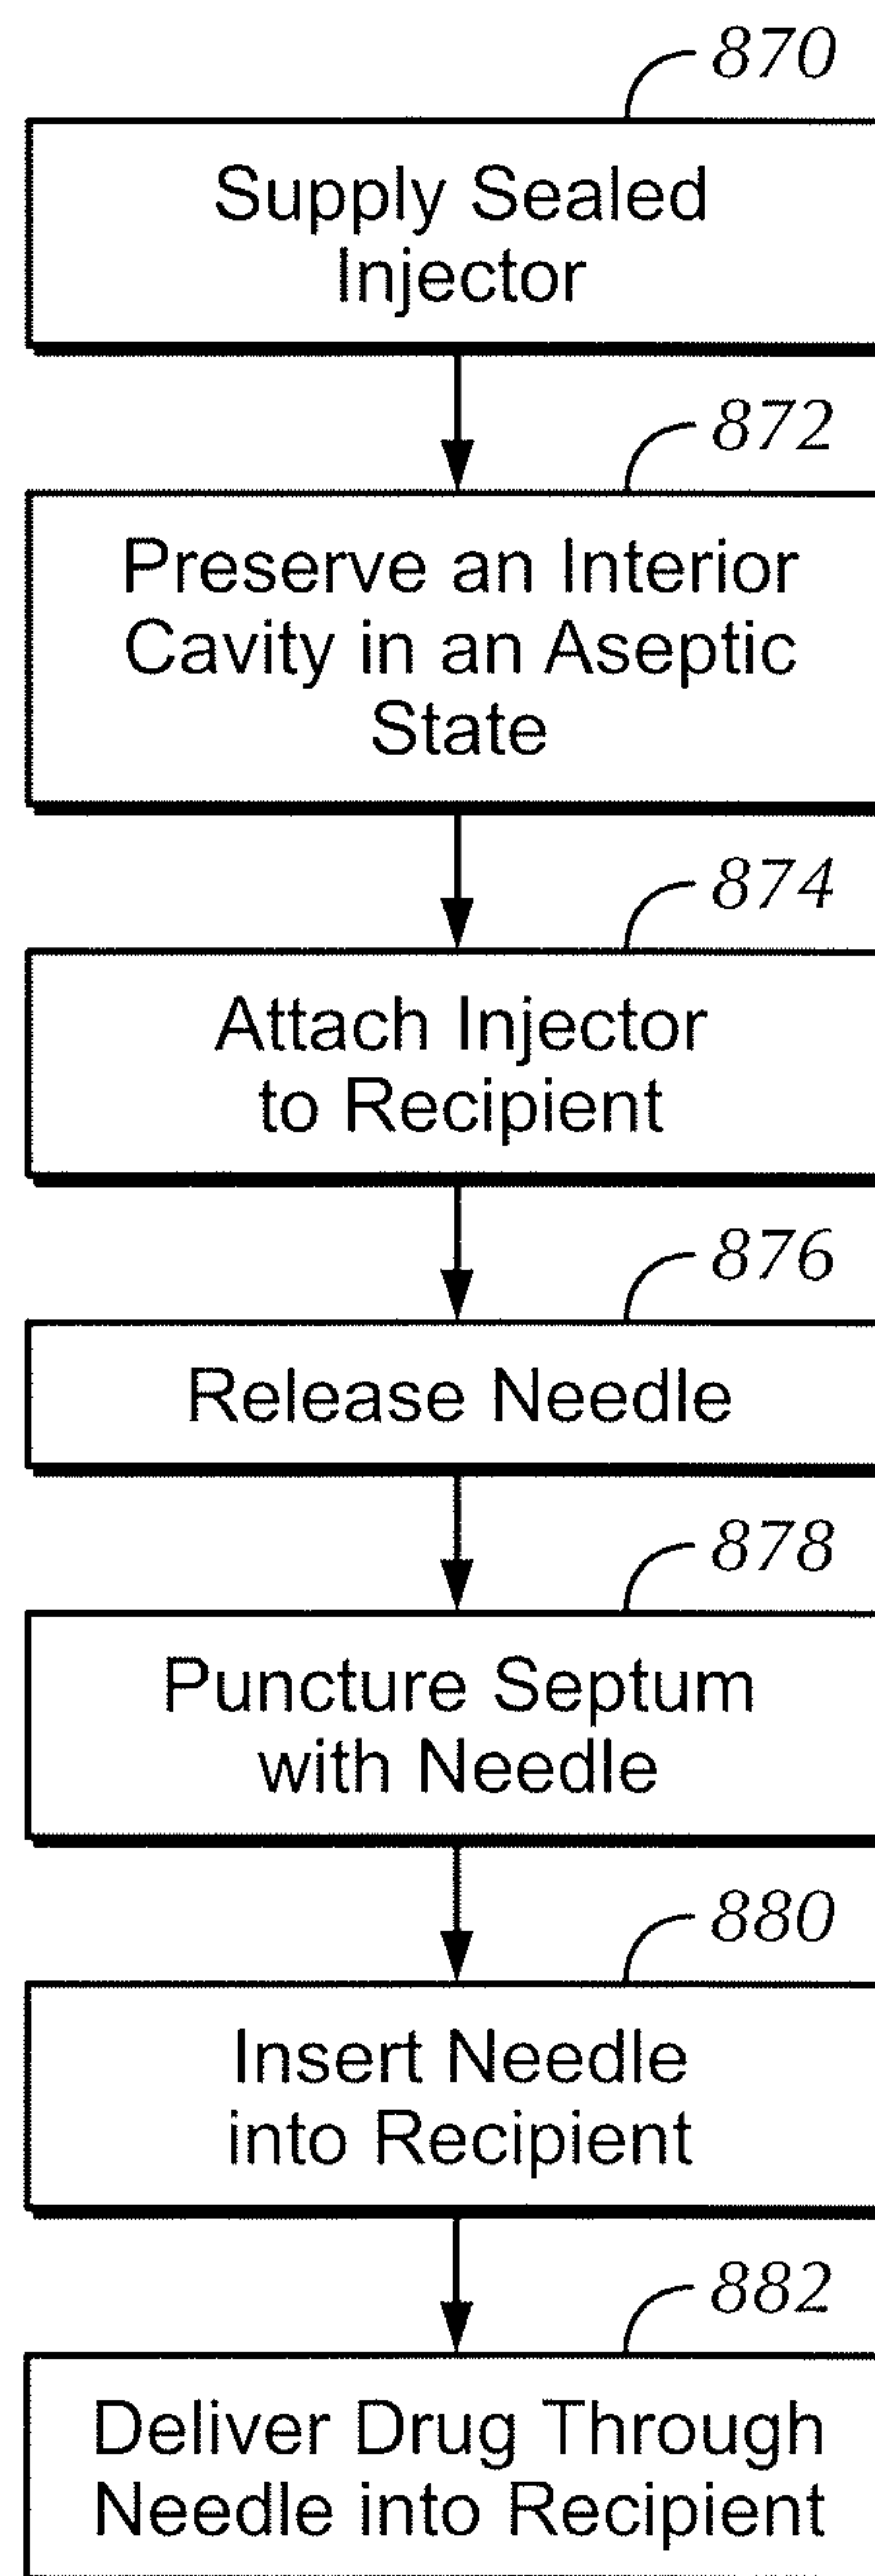 870
Supply Sealed
Injector
872
Preserve an Interior
Cavity in an Aseptic
State
874
Attach Injector
to Recipient
876
Release Needle
878
Puncture Septum
with Needle
880
Insert Needle
into Recipient
882
Deliver Drug Through
Needle into Recipient